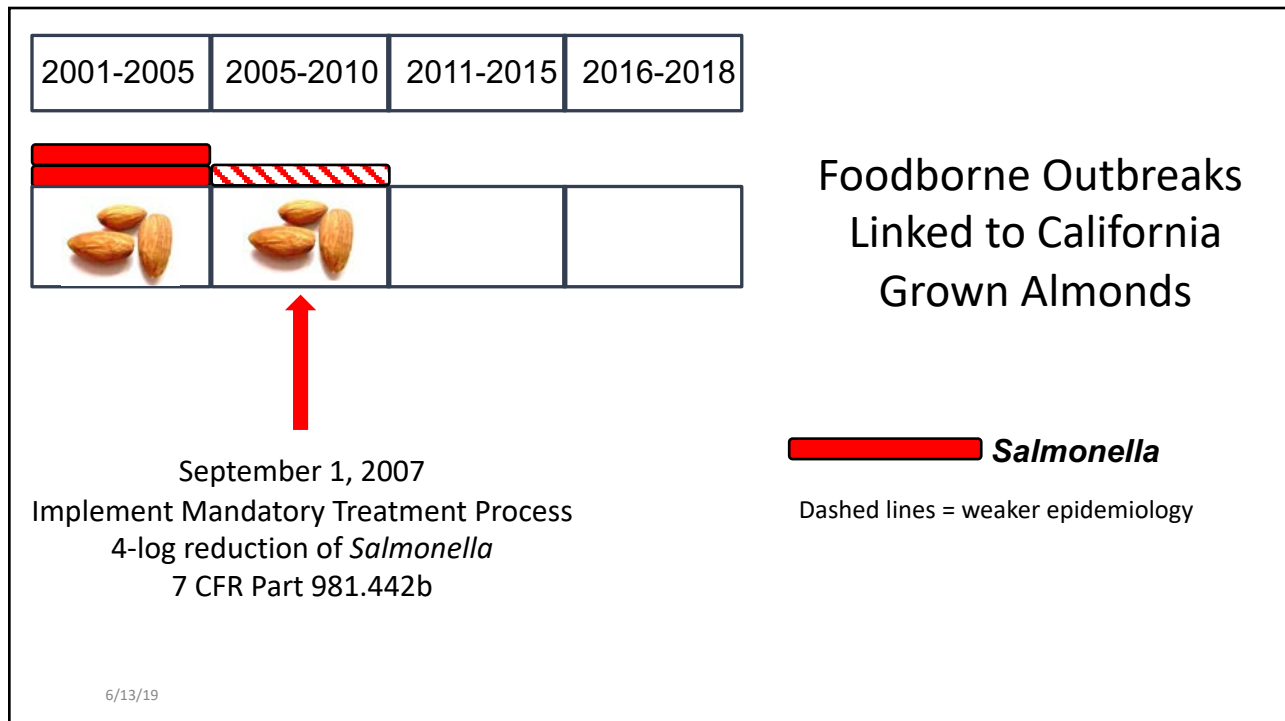 2001-2005 2005-2010 2011-2015 2016-2018
Foodborne Outbreaks
Linked to California
Grown Almonds
Salmonella
Dashed lines = weaker epidemiology
September 1, 2007
Implement Mandatory Treatment Process
4-log reduction of Salmonella
7 CFR Part 981.442b
6/13/19